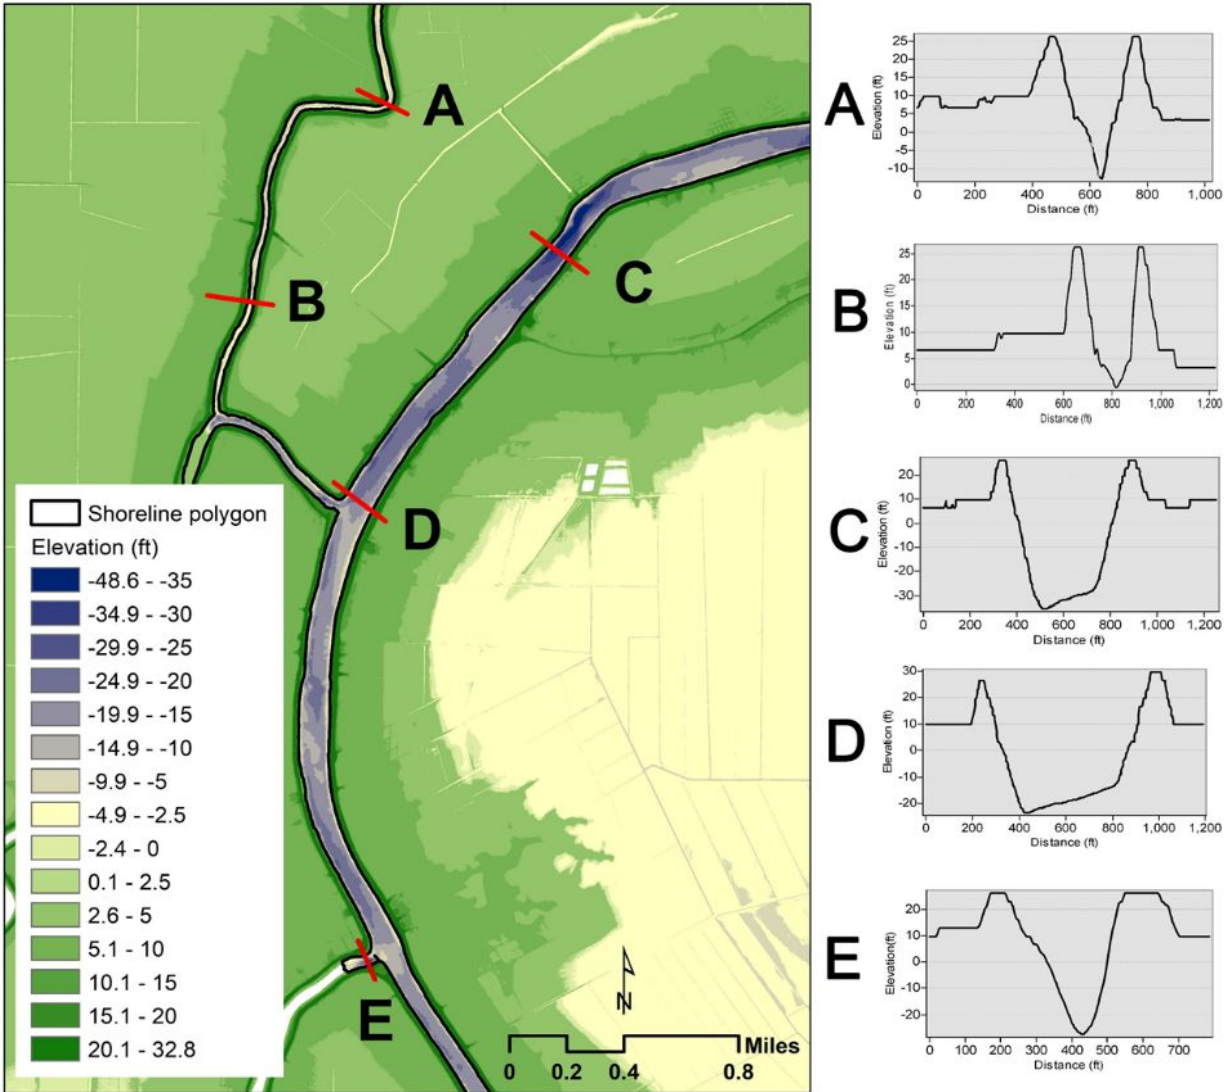 A
B
C
D
E
Shoreline polygon
Elevation (ft)
-48.6 - -35
-34.9 - -30
-29.9 - -25
-24.9 - -20
-19.9 - -15
-14.9 - -10
-9.9 - -5
-4.9 - -2.5
-2.4 - 0
0.1 - 2.5
2.6 - 5
5.1 - 10
10.1 - 15
15.1 - 20
20.1 - 32.8
N
Miles
0 0.2 0.4 0.8
A
Elevation (ft)
25
20
15
10
5
0
-5
-10
0 200 400 600 800 1,000
Distance (ft)
B
Elevation (ft)
25
20
15
10
5
0
0 200 400 600 800 1,000 1,200
Distance (ft)
C
Elevation (ft)
20
10
0
-10
-20
-30
0 200 400 600 800 1,000 1,200
Distance (ft)
D
Elevation (ft)
30
20
10
0
-10
-20
0 200 400 600 800 1,000 1,200
Distance (ft)
E
Elevation(ft)
20
10
0
-10
-20
0 100 200 300 400 500 600 700
Distance (ft)